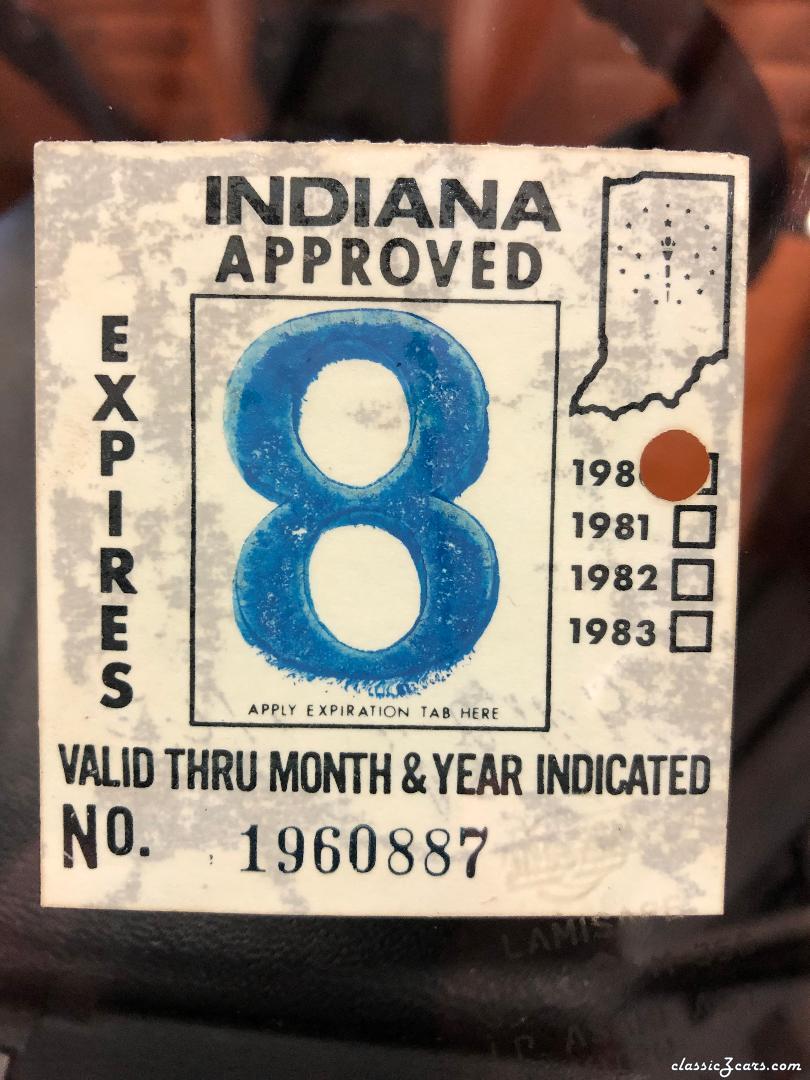 INDIANA
APPROVED
EXPIRES
8
198
1981
1982
1983
APPLY EXPIRATION TAB HERE
VALID THRU MONTH & YEAR INDICATED
NO. 1960887
classicZcars.com